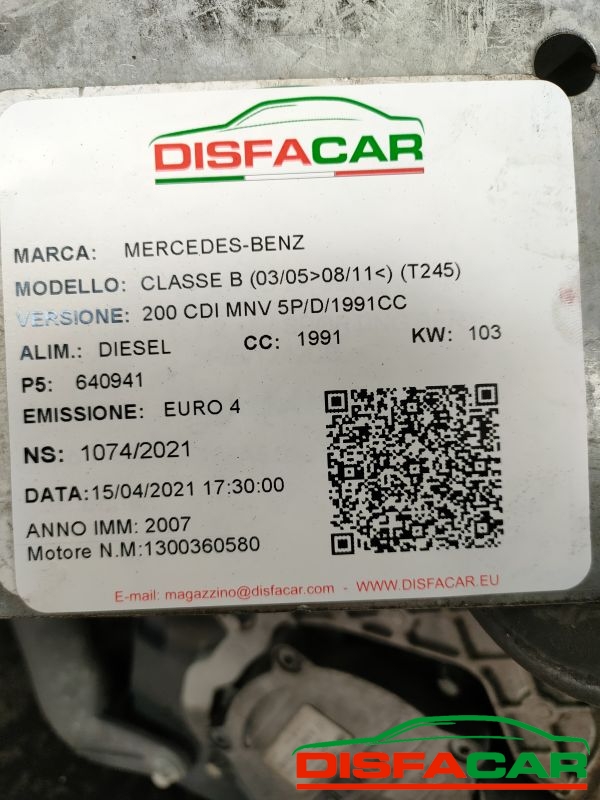 DISFACAR
MARCA: MERCEDES-BENZ
MODELLO: CLASSE B (03/05>08/11<) (T245)
VERSIONE: 200 CDI MNV 5P/D/1991CC
ALIM.: DIESEL CC: 1991 KW: 103
P5: 640941
EMISSIONE: EURO 4
NS: 1074/2021
DATA:15/04/2021 17:30:00
ANNO IMM: 2007
Motore N.M:1300360580
E-mail: magazzino@disfacar.com - WWW.DISFACAR.EU
DISFACAR